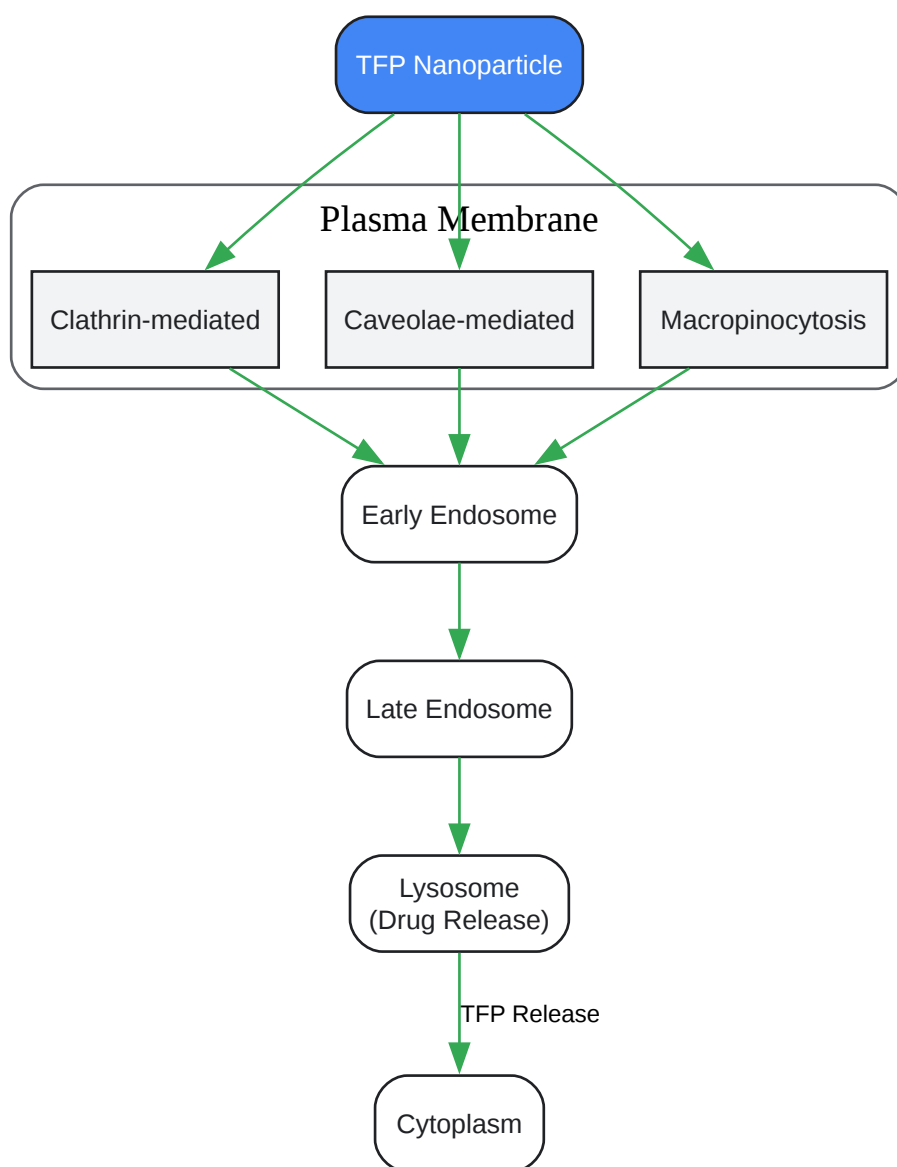 TFP Nanoparticle
Plasma Membrane
Clathrin-mediated
Caveolae-mediated
Macropinocytosis
Early Endosome
Late Endosome
Lysosome
(Drug Release)
TFP Release
Cytoplasm